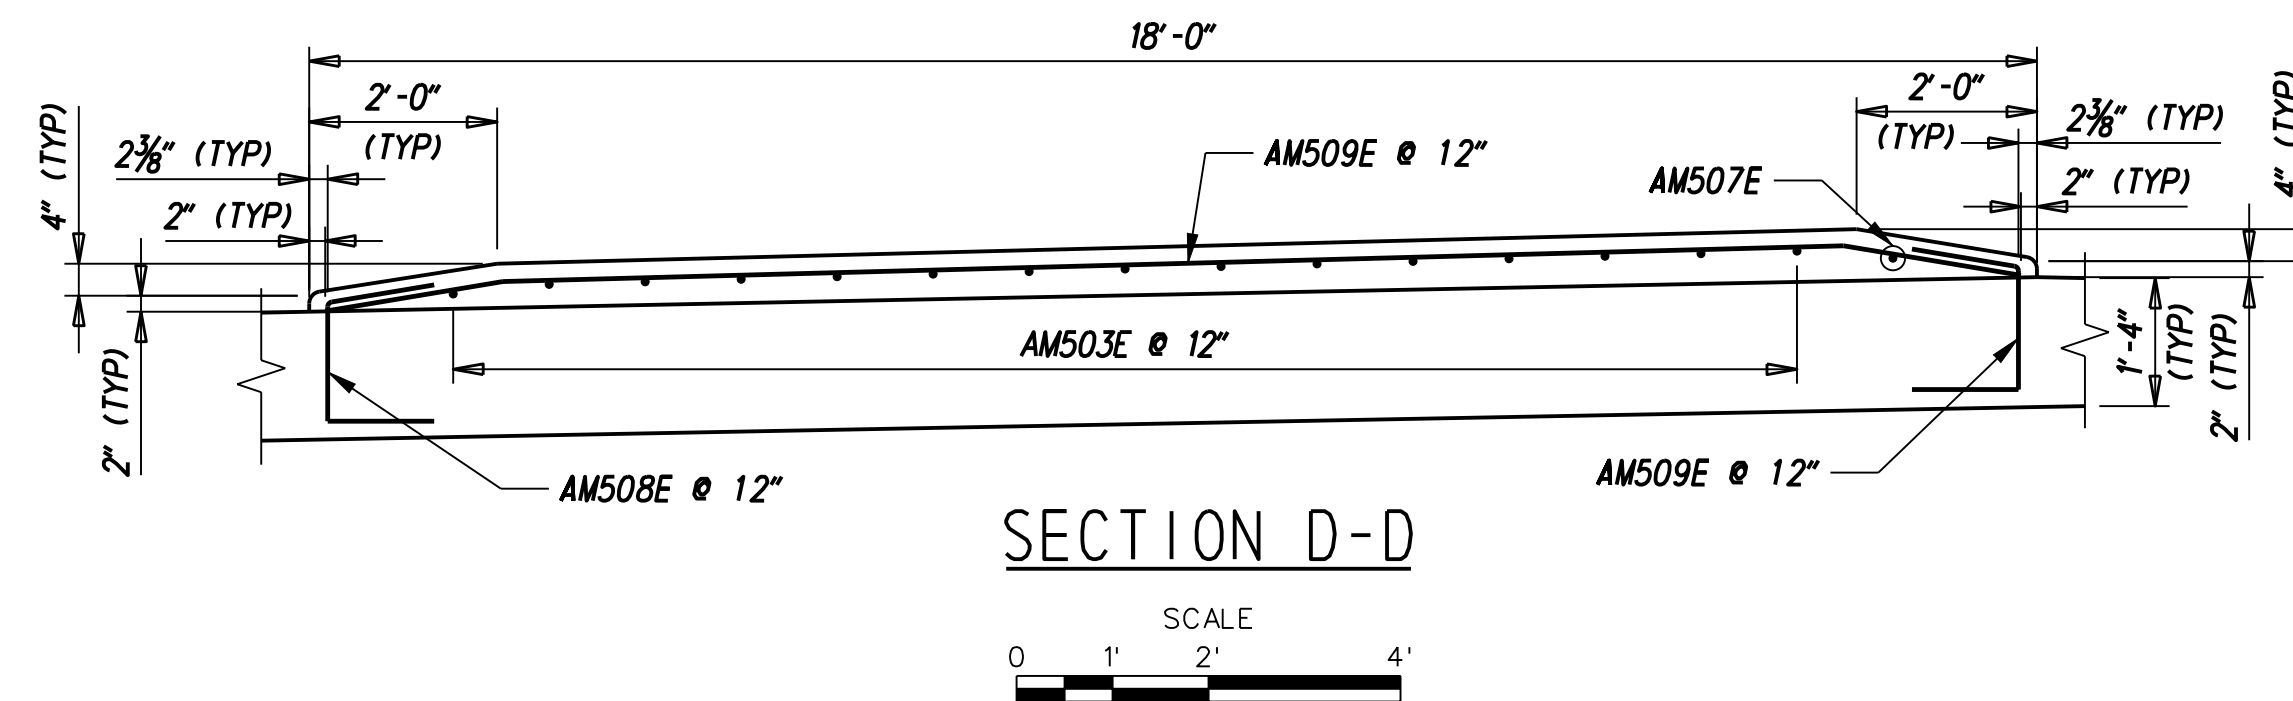 18'-0"
2'-0"
(TYP)
2'-0"
(TYP)
4" (TYP)
2⅜" (TYP)
2" (TYP)
2⅜" (TYP)
2" (TYP)
4" (TYP)
AM509E @ 12"
AM507E
AM503E @ 12"
2" (TYP)
1'-4"
(TYP)
2" (TYP)
AM508E @ 12"
AM509E @ 12"
SECTION D-D
SCALE
0 1' 2' 4'